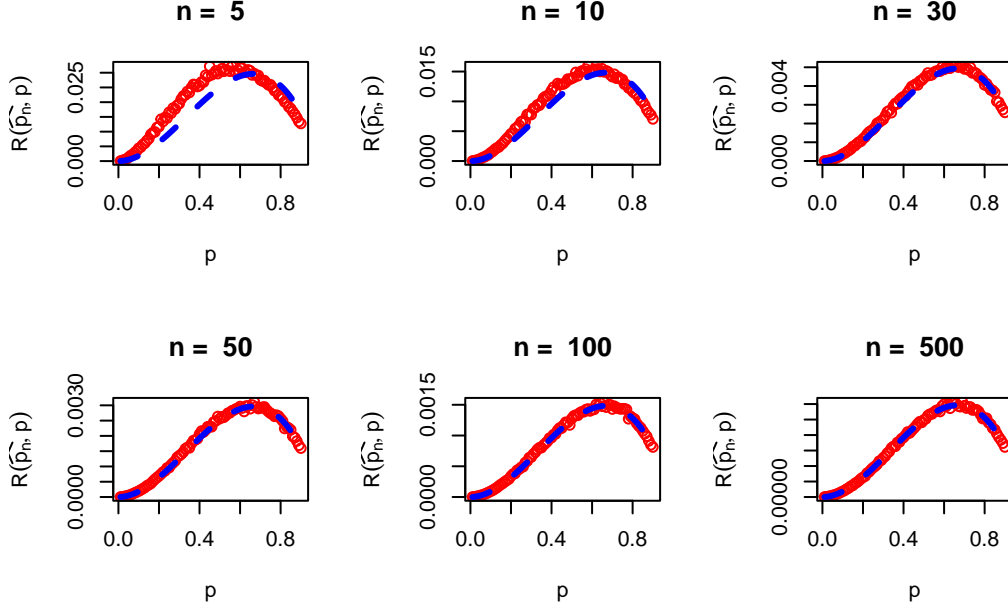 n = 5
R(p̂n, p)
0.000
0.025
0.0 0.4 0.8
p
n = 10
R(p̂n, p)
0.000
0.015
0.0 0.4 0.8
p
n = 30
R(p̂n, p)
0.000
0.004
0.0 0.4 0.8
p
n = 50
R(p̂n, p)
0.0000
0.0030
0.0 0.4 0.8
p
n = 100
R(p̂n, p)
0.0000
0.0015
0.0 0.4 0.8
p
n = 500
R(p̂n, p)
0.00000
0.0 0.4 0.8
p